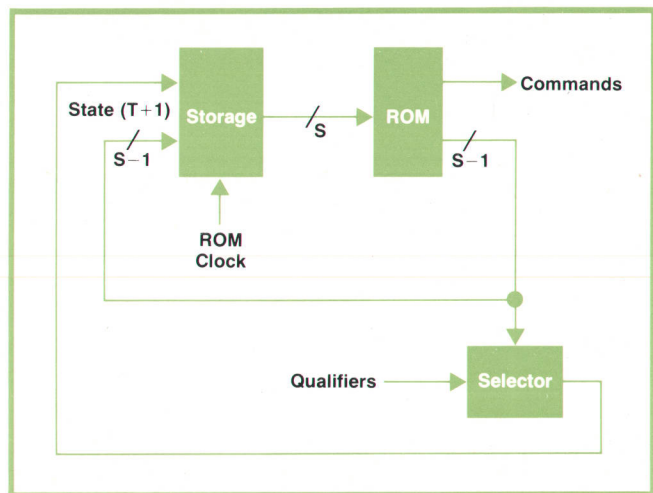 State (T+1)
S−1
Storage
S
ROM
Commands
S−1
ROM
Clock
Qualifiers
Selector